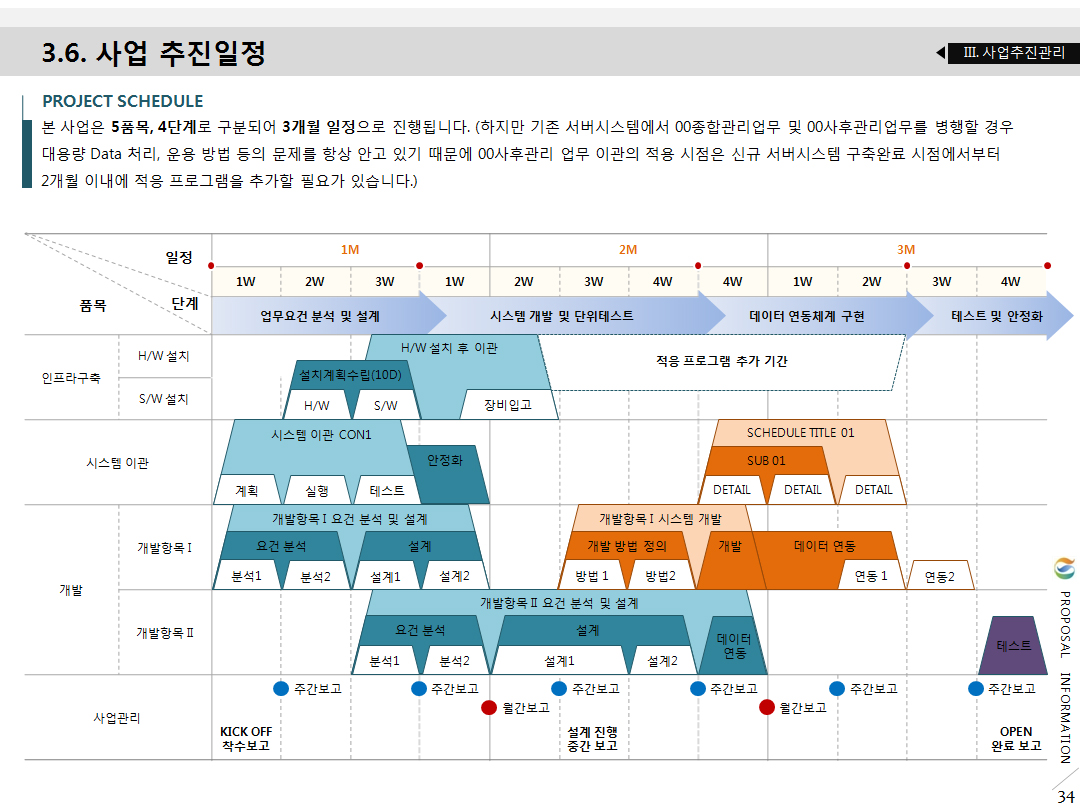 3.6. 사업 추진일정
III. 사업추진관리
PROJECT SCHEDULE
본 사업은 5품목, 4단계로 구분되어 3개월 일정으로 진행됩니다. (하지만 기존 서버시스템에서 00종합관리업무 및 00사후관리업무를 병행할 경우
대용량 Data 처리, 운용 방법 등의 문제를 항상 안고 있기 때문에 00사후관리 업무 이관의 적용 시점은 신규 서버시스템 구축완료 시점에서부터
2개월 이내에 적응 프로그램을 추가할 필요가 있습니다.)
일정
1M 2M 3M
1W 2W 3W 1W 2W 3W 4W 4W 1W 2W 3W 4W
품목 단계
업무요건 분석 및 설계 시스템 개발 및 단위테스트 데이터 연동체계 구현 테스트 및 안정화
인프라구축
H/W 설치
S/W 설치
H/W 설치 후 이관
설치계획수립(10D)
H/W S/W 장비입고
적응 프로그램 추가 기간
시스템 이관
시스템 이관 CON1
안정화
계획 실행 테스트
SCHEDULE TITLE 01
SUB 01
DETAIL DETAIL DETAIL
개발
개발항목 I
개발항목 I 요건 분석 및 설계
요건 분석 설계
분석1 분석2 설계1 설계2
개발항목 I 시스템 개발
개발 방법 정의 개발 데이터 연동
방법 1 방법2 연동 1 연동2
개발항목 II
개발항목 II 요건 분석 및 설계
요건 분석 설계
데이터
연동
분석1 분석2 설계1 설계2
테스트
사업관리
주간보고 주간보고 주간보고 주간보고 주간보고 주간보고
월간보고 월간보고
KICK OFF
착수보고
설계 진행
중간 보고
OPEN
완료 보고
PROPOSAL INFORMATION
34